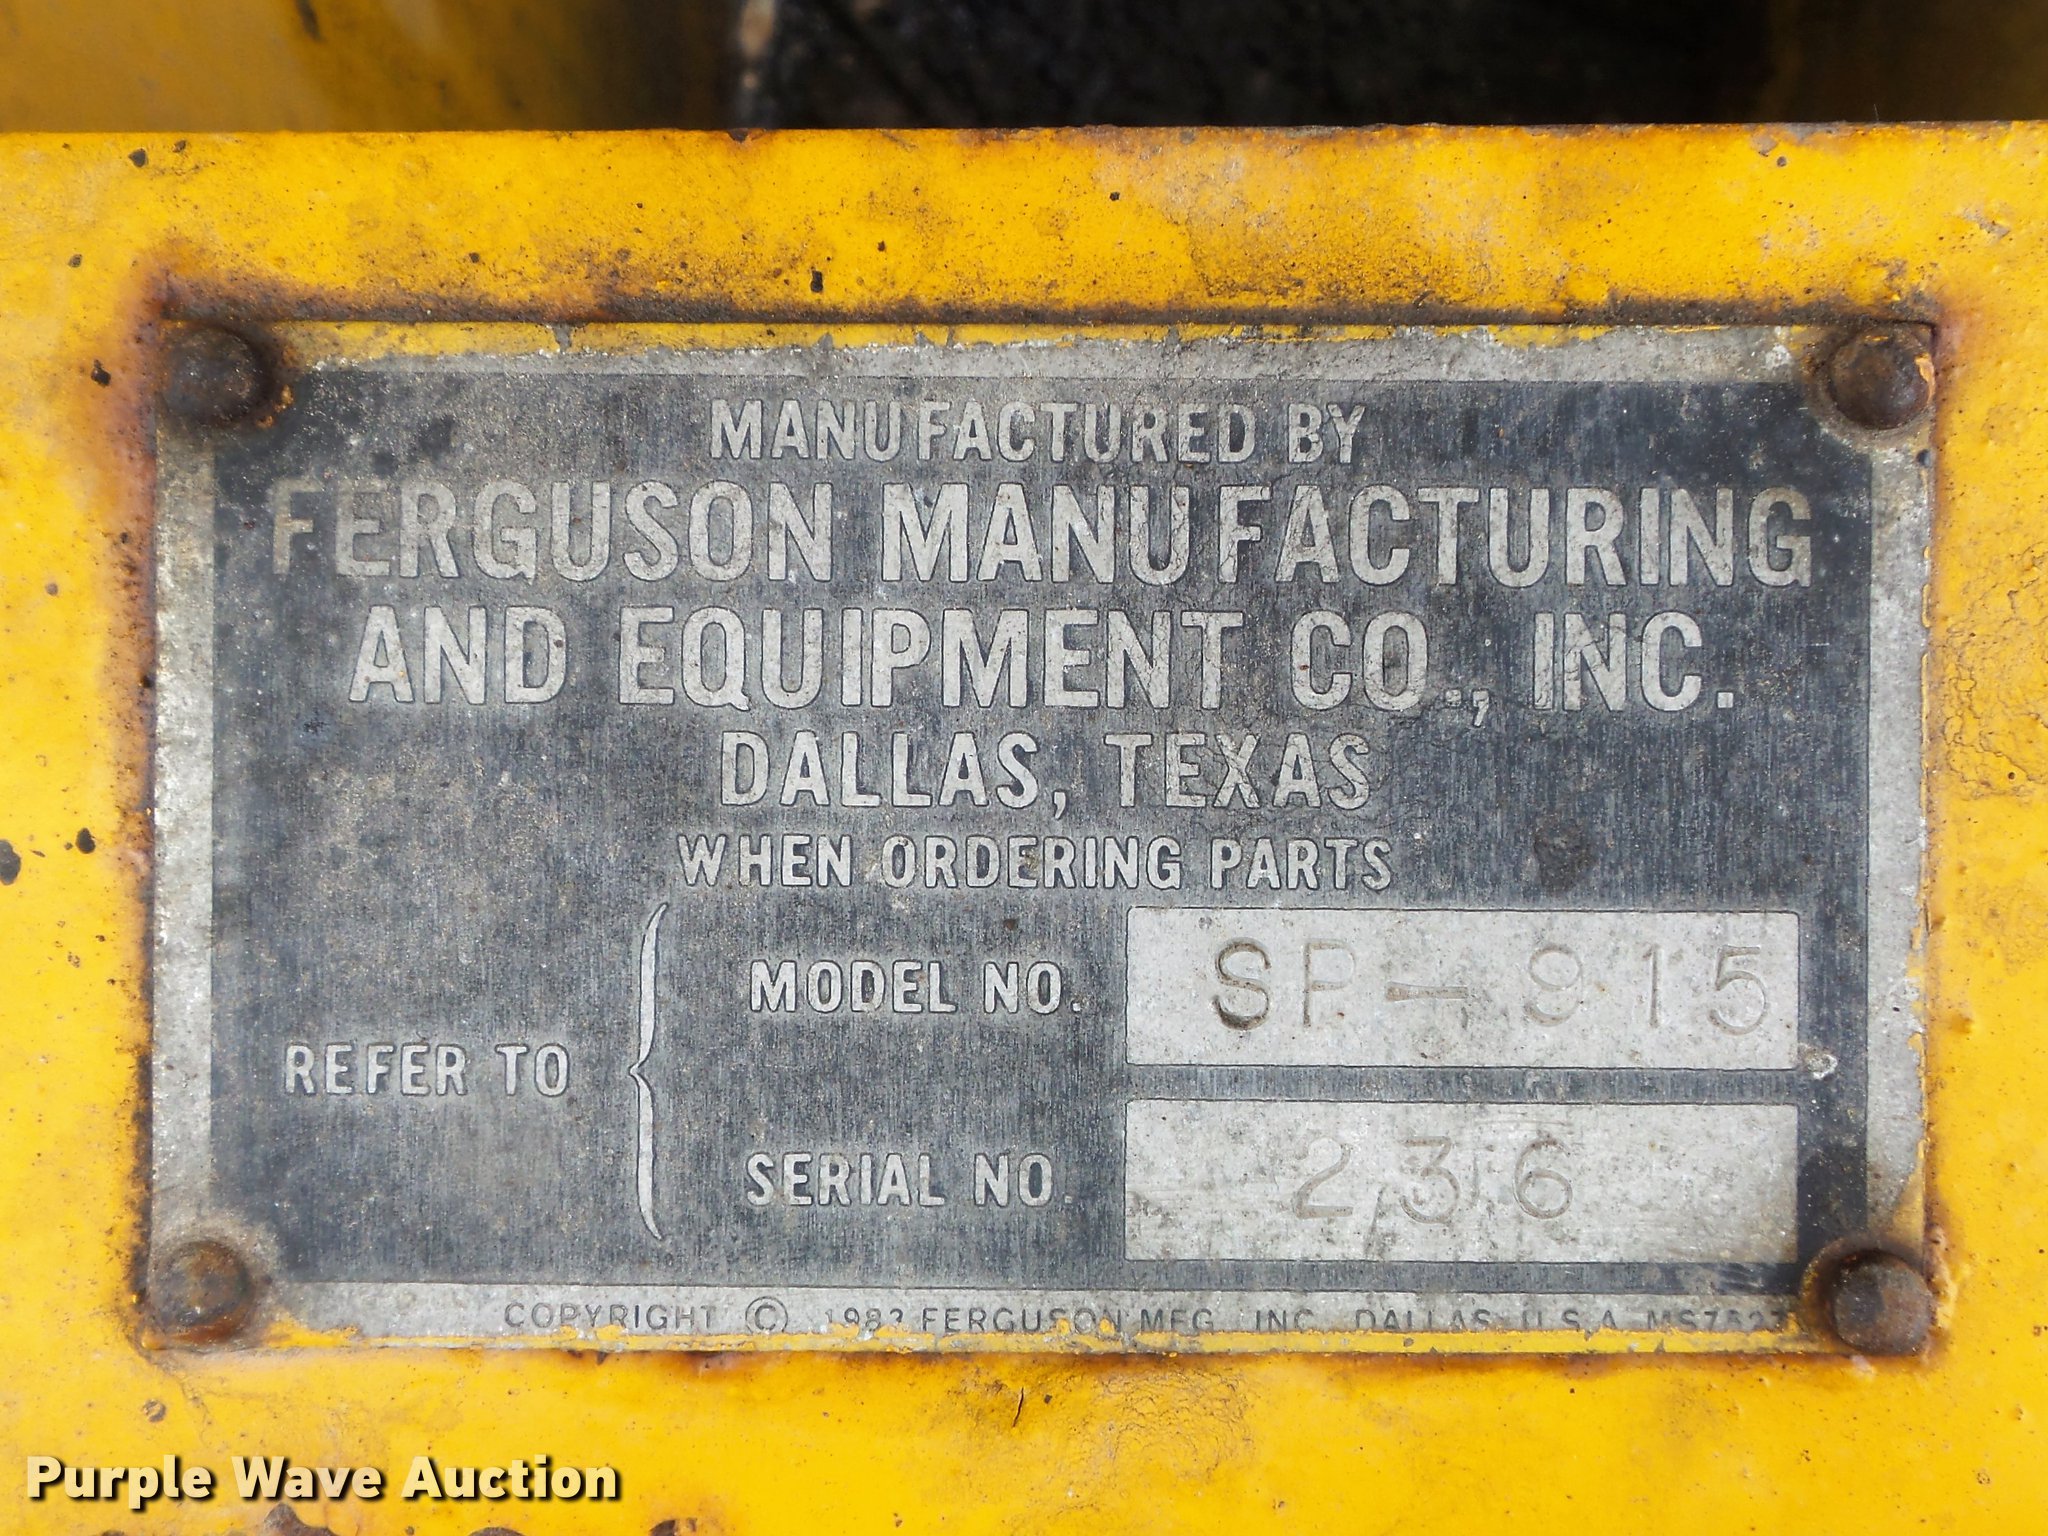 MANUFACTURED BY
FERGUSON MANUFACTURING
AND EQUIPMENT CO., INC.
DALLAS, TEXAS
WHEN ORDERING PARTS
REFER TO
MODEL NO. SP-915
SERIAL NO. 236
COPYRIGHT © FERGUSON MFG. INC. DALLAS, U.S.A.
Purple Wave Auction